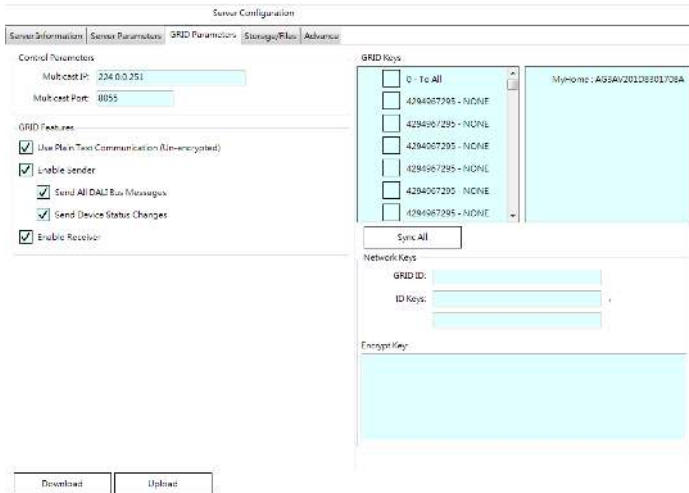 Server Configuration
Server Information Server Parameters GRID Parameters Storage/Files Advance
Control Parameters
Multicast IP: 224.0.0.251
Multicast Port: 8055
GRID Features
Use Plain Text Communication (Un-encrypted)
Enable Sender
Send All DALI Bus Messages
Send Device Status Changes
Enable Receiver
GRID Keys
0 - To All
4294967295 - NONE
4294967295 - NONE
4294967295 - NONE
4294967295 - NONE
4294967295 - NONE
4294967295 - NONE
MyHome :
Sync All
Network Keys
GRID ID:
ID Keys:
Encrypt Key:
Download Upload